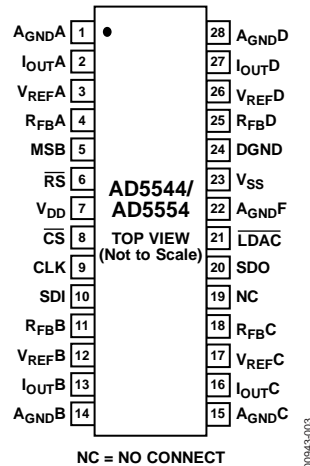 AGNDA 1 28 AGNDD
IOUTA 2 27 IOUTD
VREFA 3 26 VREFD
RFBA 4 25 RFBD
MSB 5 24 DGND
RS 6 23 VSS
VDD 7 22 AGNDF
CS 8 21 LDAC
CLK 9 20 SDO
SDI 10 19 NC
RFBB 11 18 RFBC
VREFB 12 17 VREFC
IOUTB 13 16 IOUTC
AGNDB 14 15 AGNDC
AD5544/
AD5554
TOP VIEW
(Not to Scale)
NC = NO CONNECT
00943-003